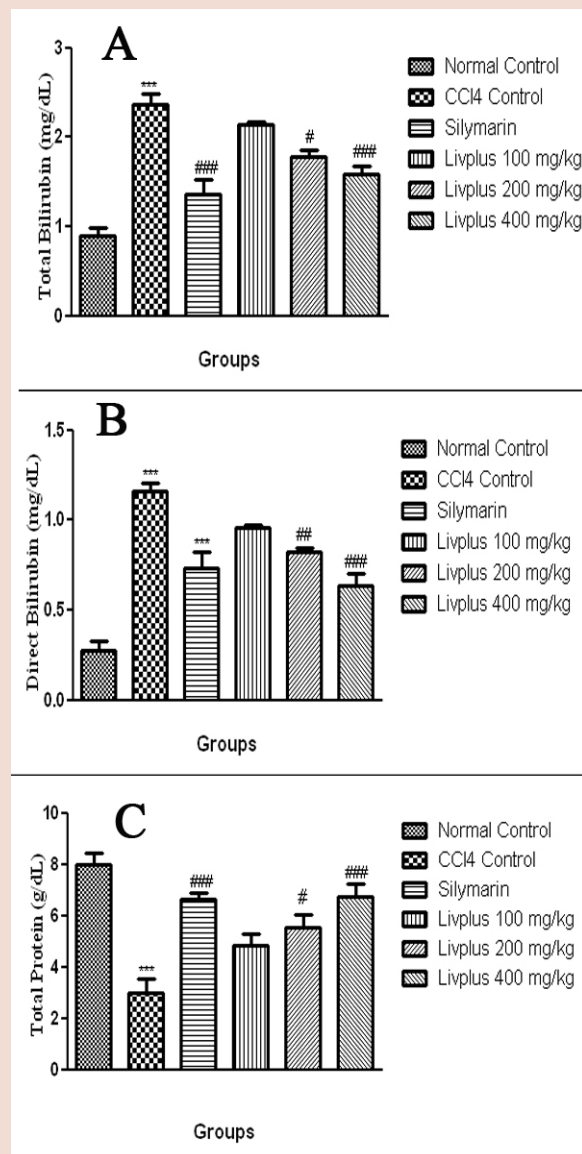 A
Total Bilirubin (mg/dL)
3
2
1
0
***
###
#
###
Groups
Normal Control
CCl4 Control
Silymarin
Livplus 100 mg/kg
Livplus 200 mg/kg
Livplus 400 mg/kg
B
Direct Bilirubin (mg/dL)
1.5
1.0
0.5
0.0
***
***
##
###
Groups
Normal Control
CCl4 Control
Silymarin
Livplus 100 mg/kg
Livplus 200 mg/kg
Livplus 400 mg/kg
C
Total Protein (g/dL)
10
8
6
4
2
0
***
###
#
###
Groups
Normal Control
CCl4 Control
Silymarin
Livplus 100 mg/kg
Livplus 200 mg/kg
Livplus 400 mg/kg